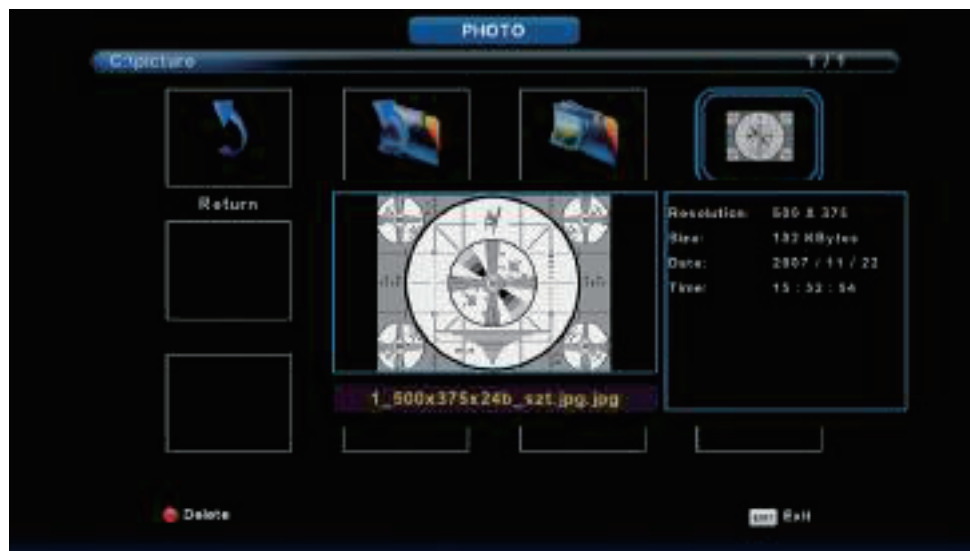 PHOTO
C:\picture 1 / 1
Return
Resolution: 500 X 375
Size: 132 KBytes
Date: 2007 / 11 / 22
Time: 15 : 32 : 54
1_500x375x24b_szt.jpg.jpg
Delete
EXIT Exit